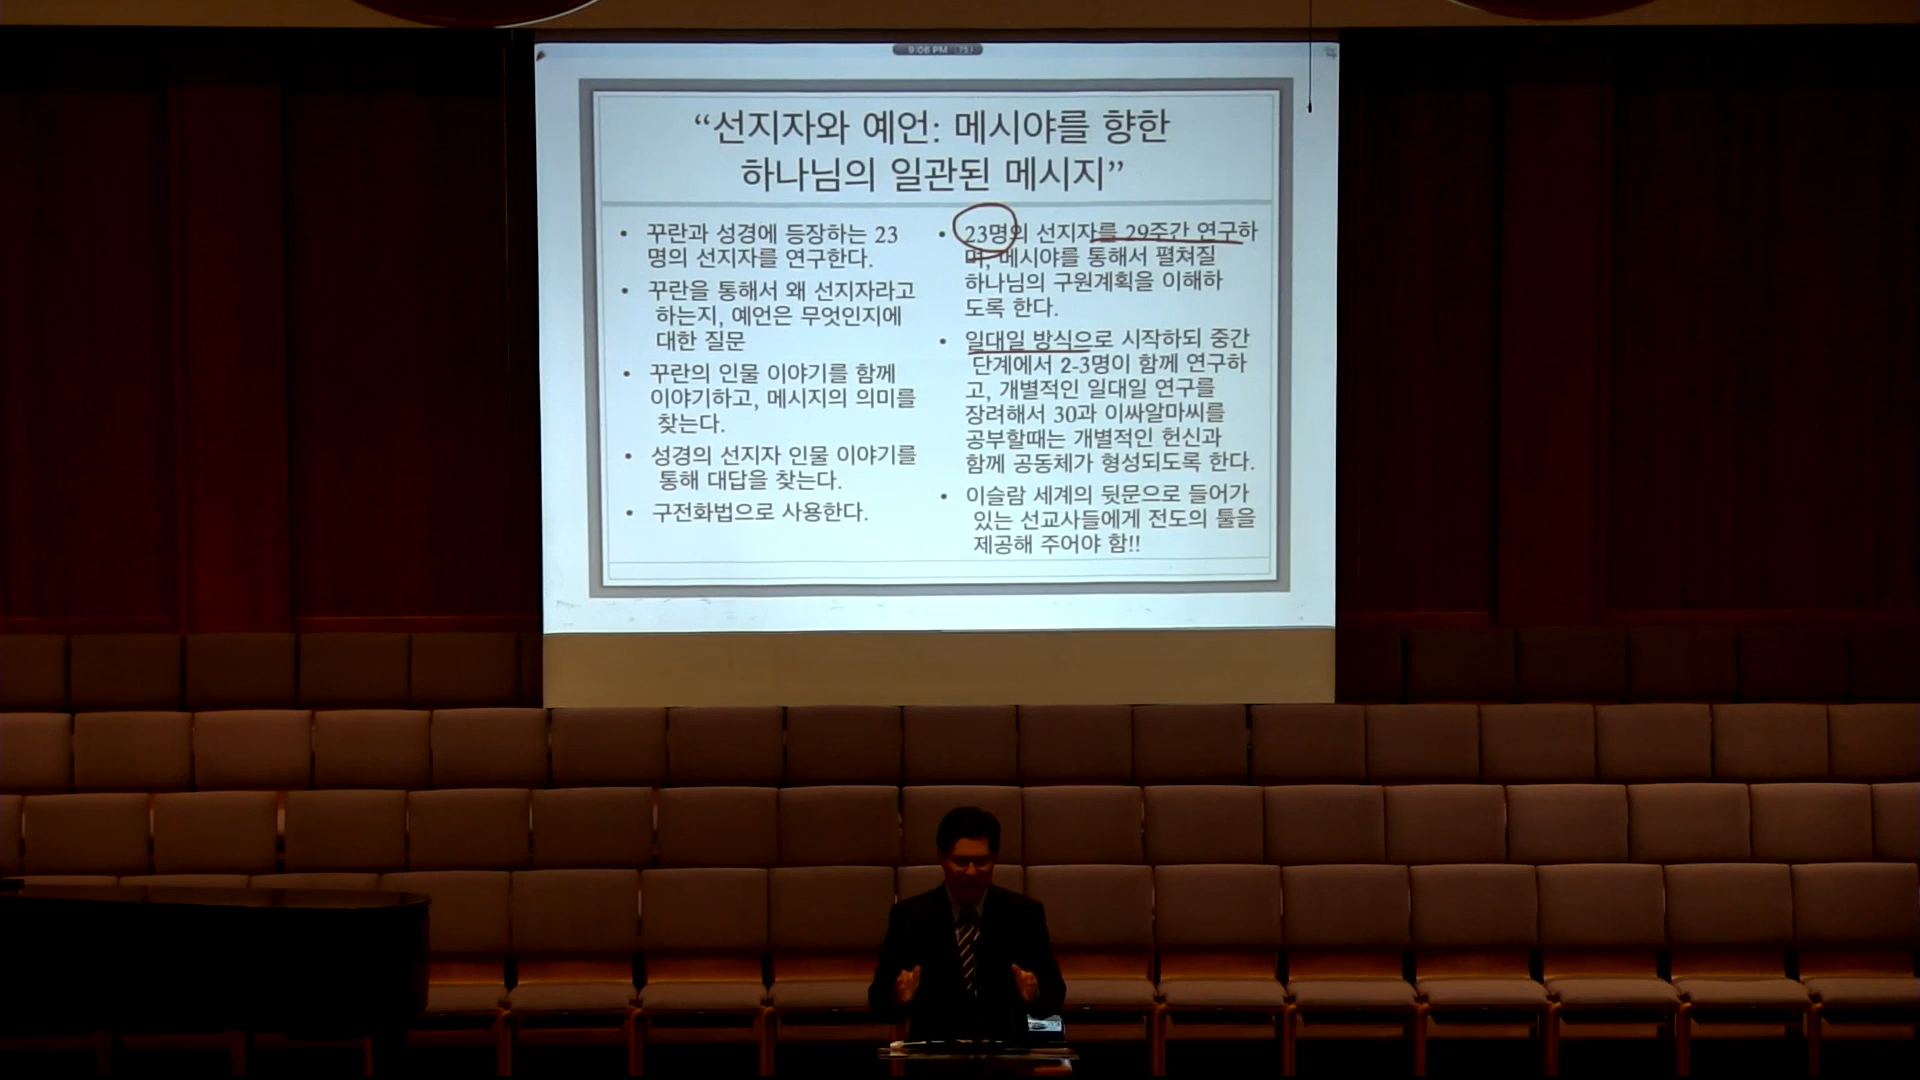 9:06 PM (75)
“선지자와 예언: 메시야를 향한
하나님의 일관된 메시지”
• 꾸란과 성경에 등장하는 23
명의 선지자를 연구한다.
• 꾸란을 통해서 왜 선지자라고
하는지, 예언은 무엇인지에
대한 질문
• 꾸란의 인물 이야기를 함께
이야기하고, 메시지의 의미를
찾는다.
• 성경의 선지자 인물 이야기를
통해 대답을 찾는다.
• 구전화법으로 사용한다.
• 23명의 선지자를 29주간 연구하
며, 메시야를 통해서 펼쳐질
하나님의 구원계획을 이해하
도록 한다.
• 일대일 방식으로 시작하되 중간
단계에서 2-3명이 함께 연구하
고, 개별적인 일대일 연구를
장려해서 30과 이싸알마씨를
공부할때는 개별적인 헌신과
함께 공동체가 형성되도록 한다.
• 이슬람 세계의 뒷문으로 들어가
있는 선교사들에게 전도의 툴을
제공해 주어야 함!!